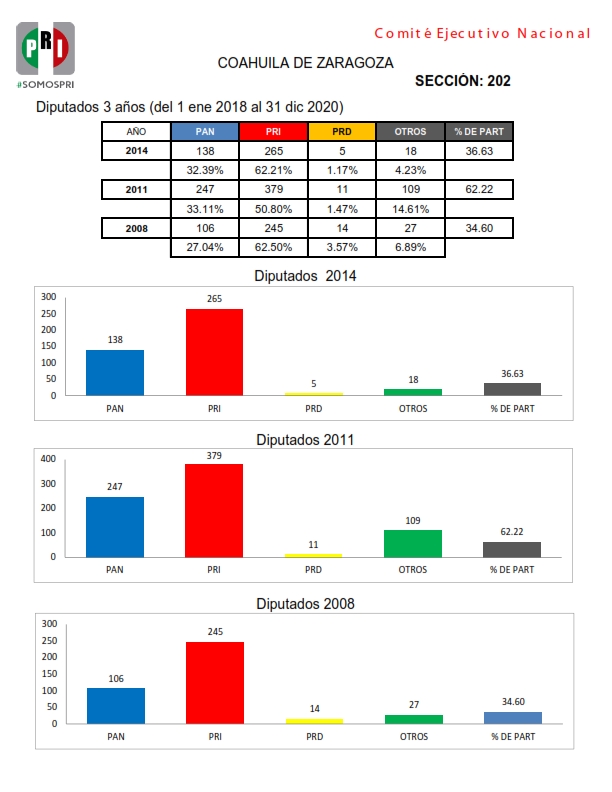 Comité Ejecutivo Nacional
PRI
#SOMOSPRI
COAHUILA DE ZARAGOZA
SECCIÓN: 202
Diputados 3 años (del 1 ene 2018 al 31 dic 2020)
AÑO PAN PRI PRD OTROS % DE PART
2014 138 265 5 18 36.63
32.39% 62.21% 1.17% 4.23%
2011 247 379 11 109 62.22
33.11% 50.80% 1.47% 14.61%
2008 106 245 14 27 34.60
27.04% 62.50% 3.57% 6.89%
Diputados 2014
300
250
200
150
100
50
0
138 265 5 18 36.63
PAN PRI PRD OTROS % DE PART
Diputados 2011
400
300
200
100
0
247 379 11 109 62.22
PAN PRI PRD OTROS % DE PART
Diputados 2008
300
250
200
150
100
50
0
106 245 14 27 34.60
PAN PRI PRD OTROS % DE PART